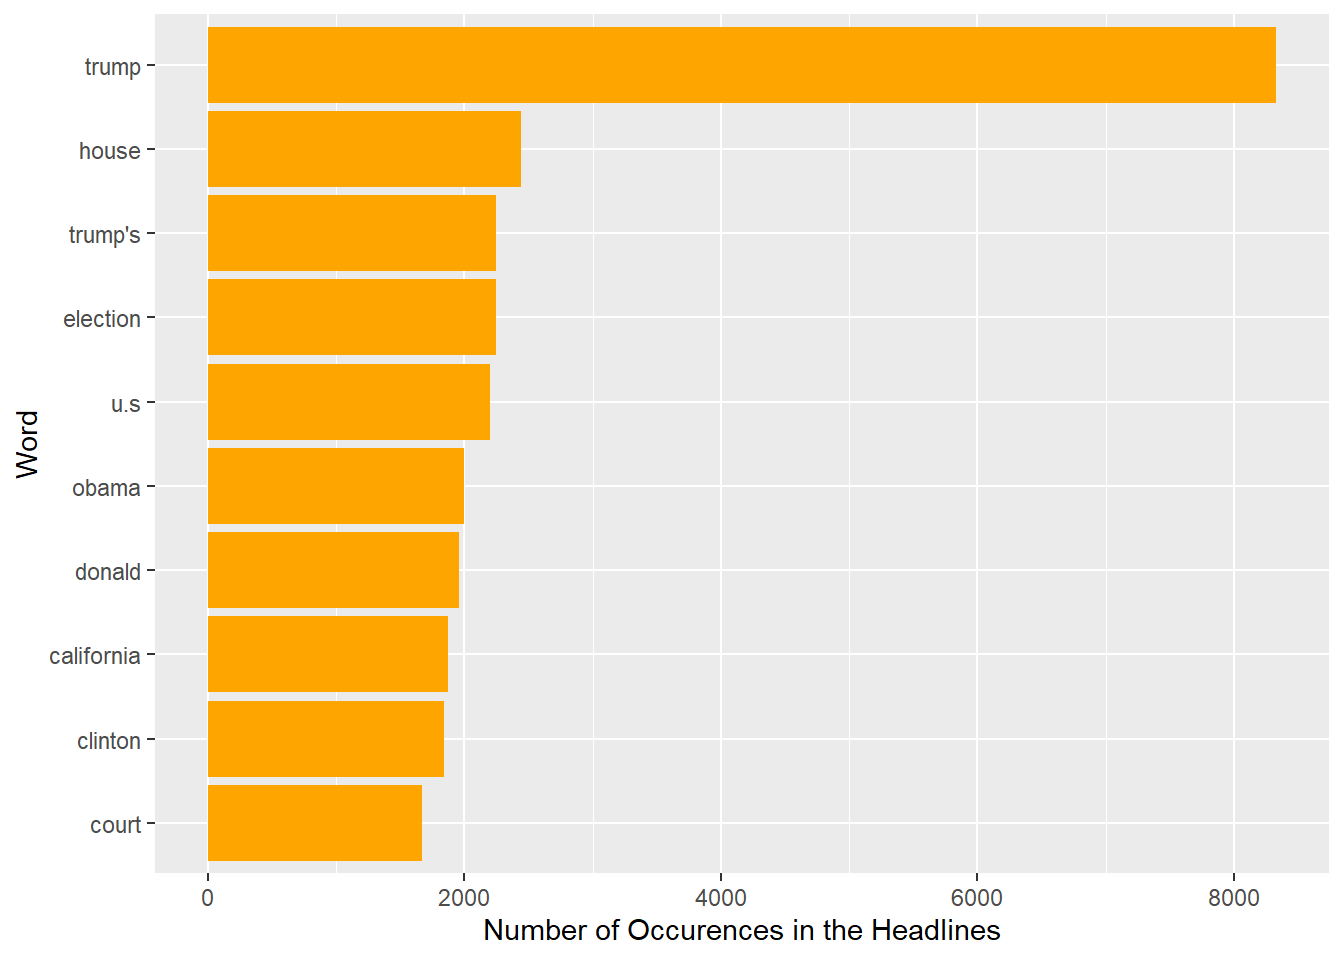 trump
house
trump's
election
u.s
obama
donald
california
clinton
court
Word
0 2000 4000 6000 8000
Number of Occurences in the Headlines